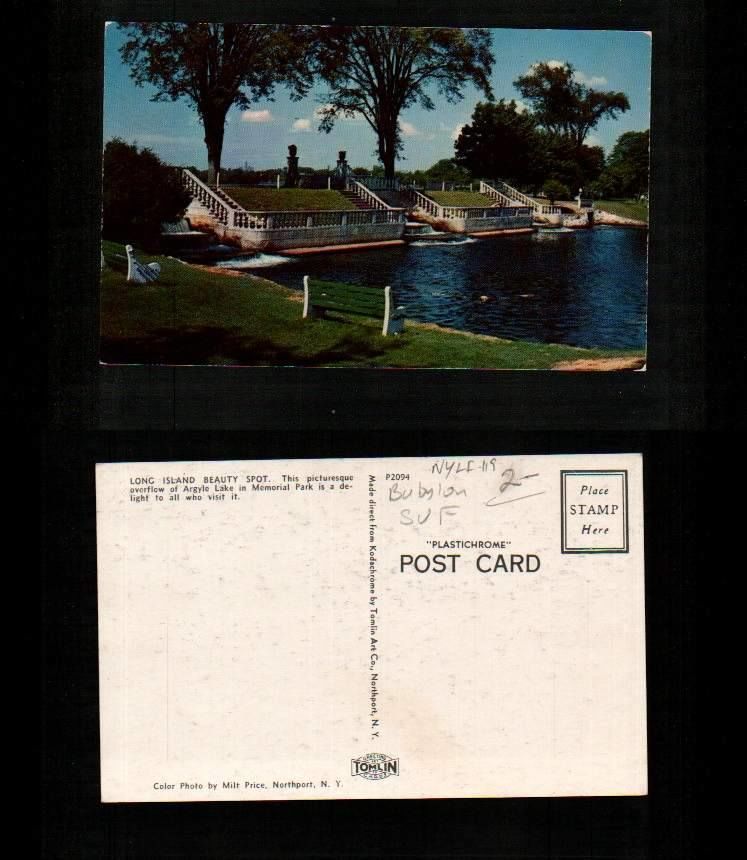 LONG ISLAND BEAUTY SPOT. This picturesque
overflow of Argyle Lake in Memorial Park is a de-
light to all who visit it.
Made direct from Kodachrome by Tomlin Art Co., Northport, N. Y.
P2094
NYLI-119
Babylon
SUF
2-
Place
STAMP
Here
"PLASTICHROME"
POST CARD
TOMLIN
Color Photo by Milt Price, Northport, N. Y.